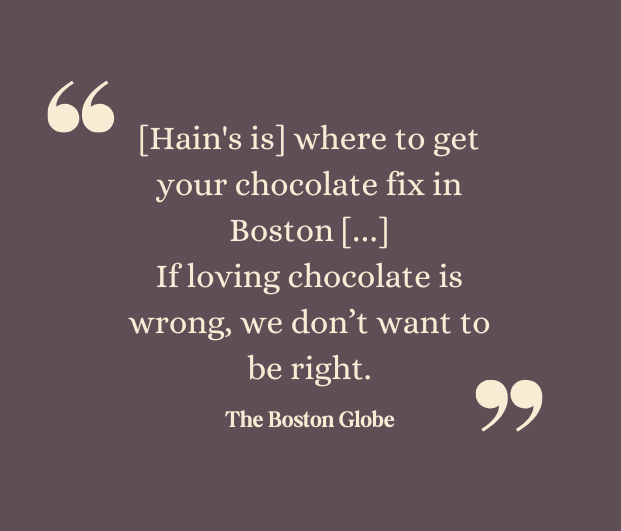 “
[Hain's is] where to get
your chocolate fix in
Boston [...]
If loving chocolate is
wrong, we don’t want to
be right.
The Boston Globe
”